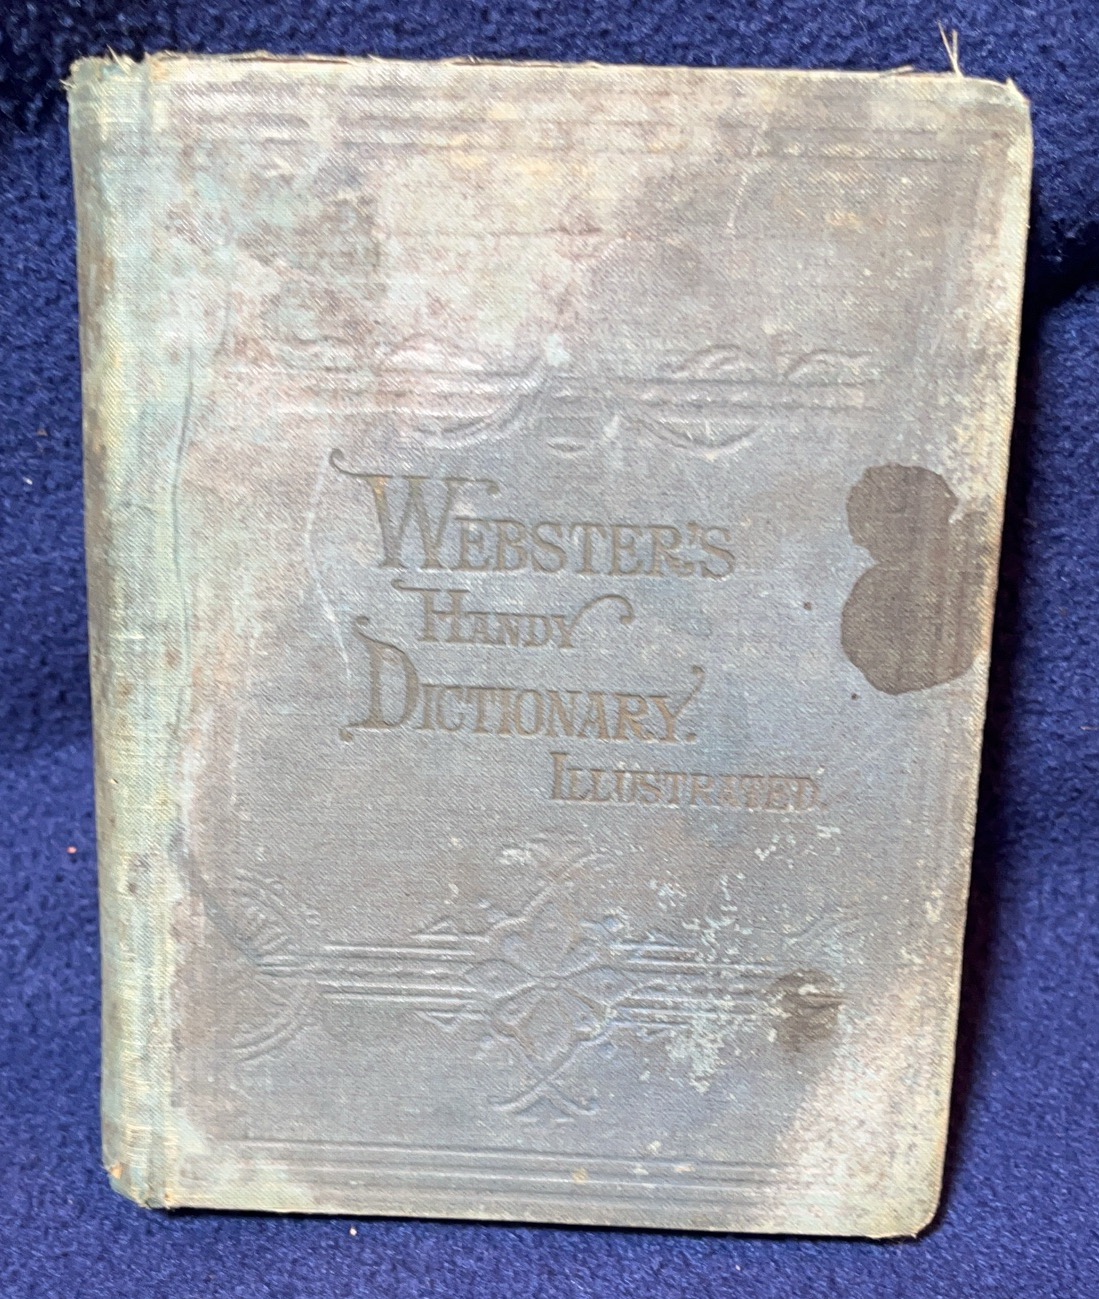 WEBSTER'S
HANDY
DICTIONARY.
ILLUSTRATED.